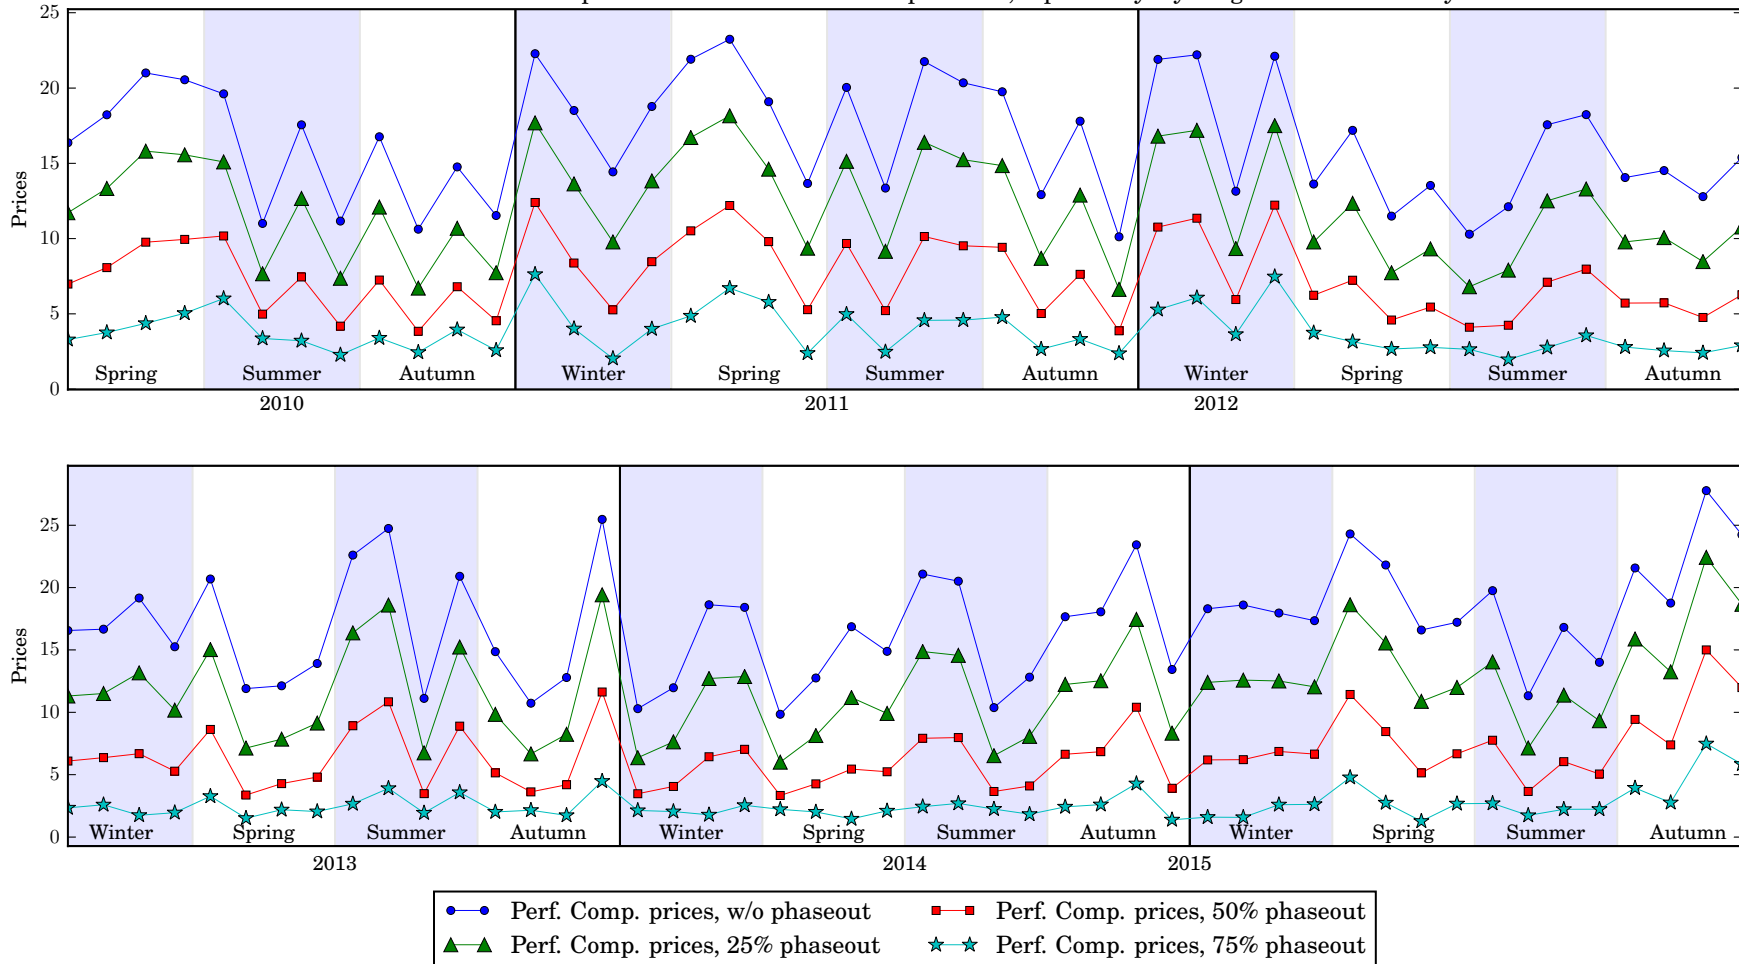 25
20
15
10
5
0
Prices
Spring Summer Autumn Winter Spring Summer Autumn Winter Spring Summer Autumn
2010 2011 2012
25
20
15
10
5
0
Prices
Winter Spring Summer Autumn Winter Spring Summer Autumn Winter Spring Summer Autumn
2013 2014 2015
Perf. Comp. prices, w/o phaseout Perf. Comp. prices, 50% phaseout
Perf. Comp. prices, 25% phaseout Perf. Comp. prices, 75% phaseout